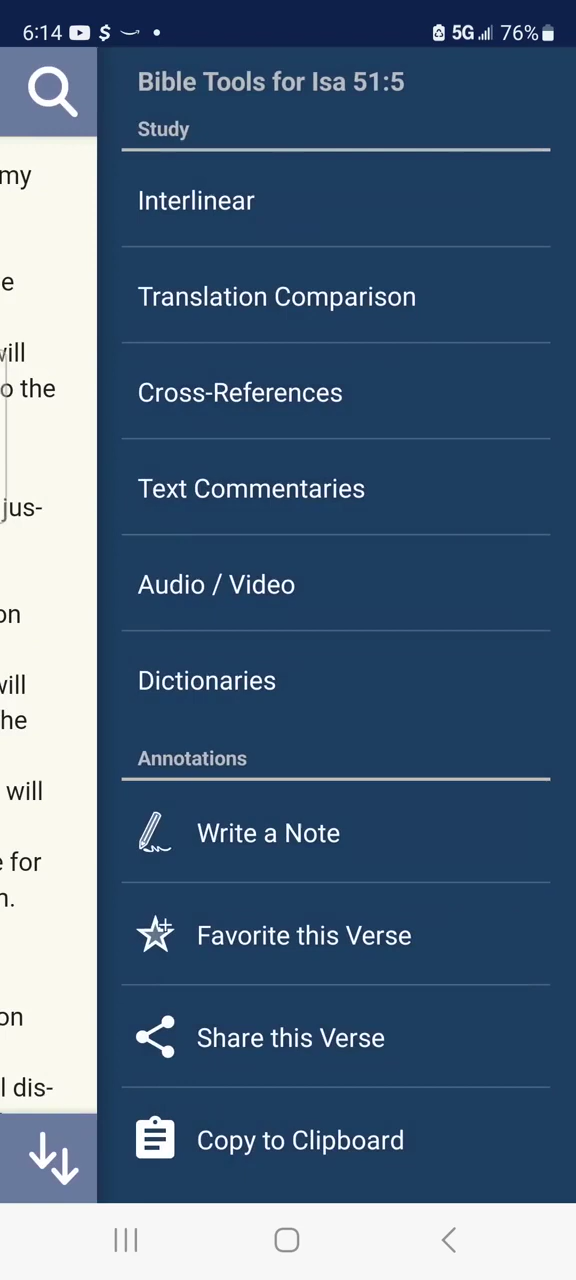 6:14 $ 5G 76%
Bible Tools for Isa 51:5
Study
my
Interlinear
e
Translation Comparison
will
o the
Cross-References
Text Commentaries
jus-
Audio / Video
on
Dictionaries
will
he
Annotations
will
Write a Note
e for
n.
Favorite this Verse
on
Share this Verse
l dis-
Copy to Clipboard